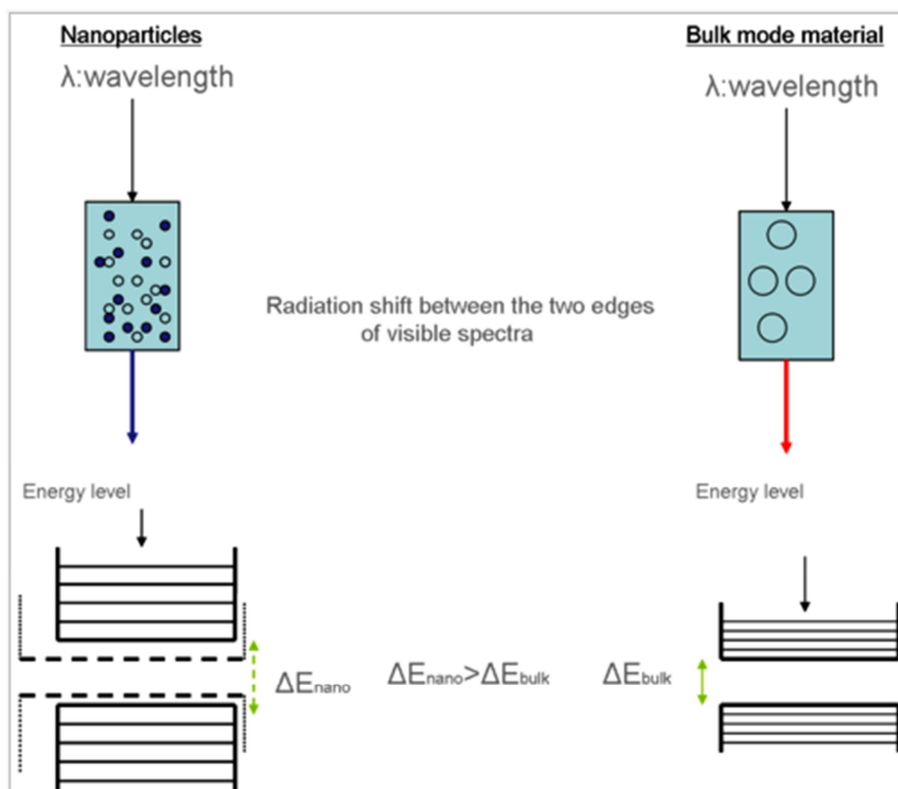 Nanoparticles
λ:wavelength
Bulk mode material
λ:wavelength
Radiation shift between the two edges
of visible spectra
Energy level
Energy level
ΔEnano
ΔEnano>ΔEbulk
ΔEbulk